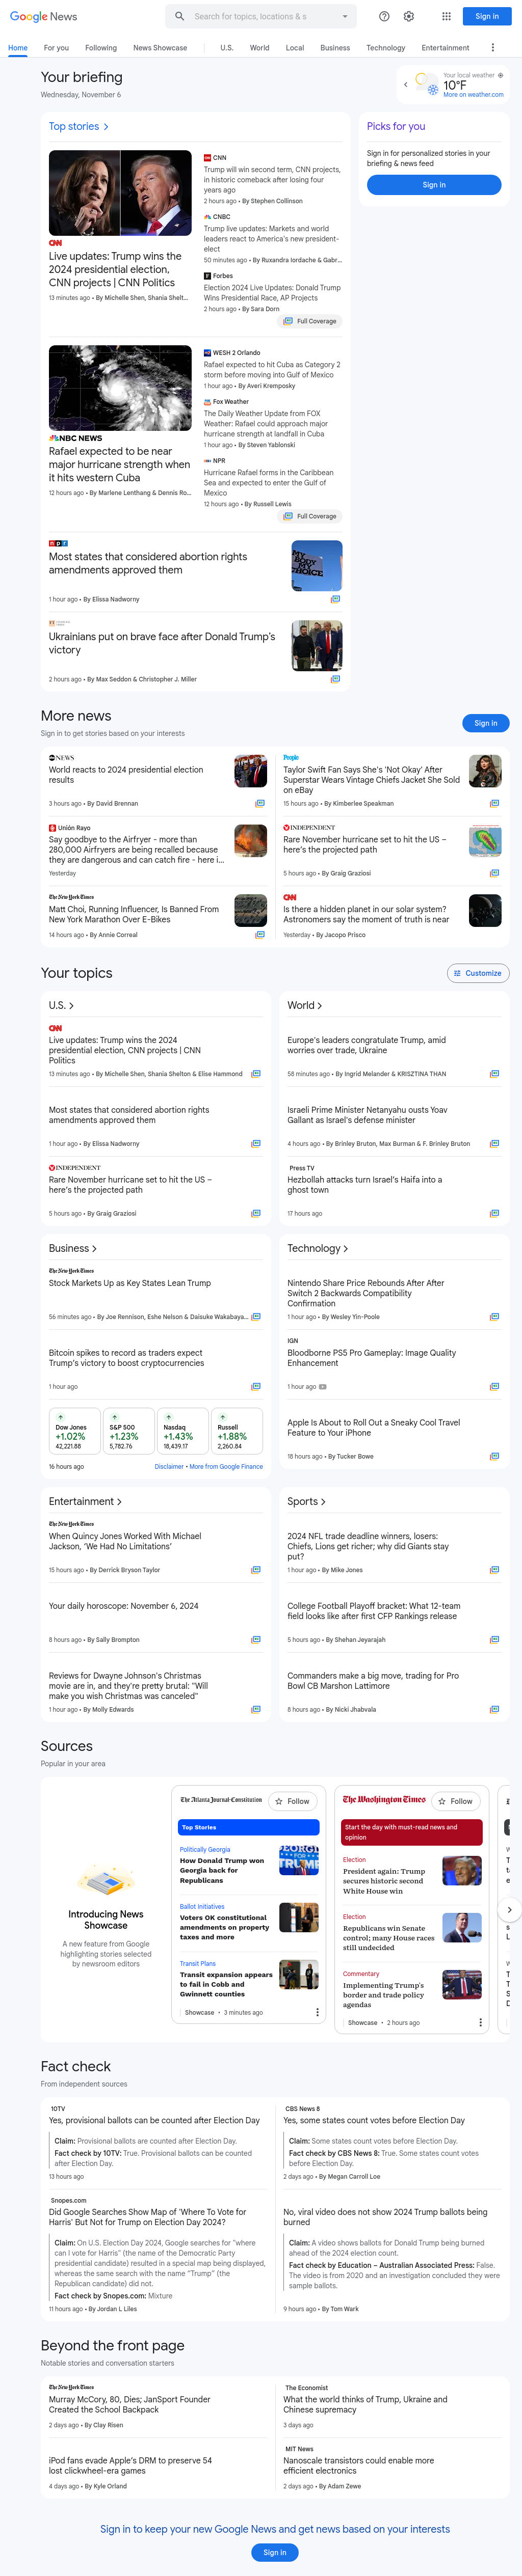 Google News
Search for topics, locations & s
Sign in
Home
For you
Following
News Showcase
U.S.
World
Local
Business
Technology
Entertainment
Your briefing
Wednesday, November 6
Your local weather
10°F
More on weather.com
Top stories
Picks for you
Sign in for personalized stories in your
briefing & news feed
Sign in
CNN
Live updates: Trump wins the
2024 presidential election,
CNN projects | CNN Politics
13 minutes ago • By Michelle Shen, Shania Shelt...
CNN
Trump will win second term, CNN projects,
in historic comeback after losing four
years ago
2 hours ago • By Stephen Collinson
CNBC
Trump live updates: Markets and world
leaders react to America's new president-
elect
50 minutes ago • By Ruxandra Iordache & Gabr...
Forbes
Election 2024 Live Updates: Donald Trump
Wins Presidential Race, AP Projects
2 hours ago • By Sara Dorn
Full Coverage
NBC NEWS
Rafael expected to be near
major hurricane strength when
it hits western Cuba
12 hours ago • By Marlene Lenthang & Dennis Ro...
WESH 2 Orlando
Rafael expected to hit Cuba as Category 2
storm before moving into Gulf of Mexico
1 hour ago • By Averi Kremposky
Fox Weather
The Daily Weather Update from FOX
Weather: Rafael could approach major
hurricane strength at landfall in Cuba
1 hour ago • By Steven Yablonski
NPR
Hurricane Rafael forms in the Caribbean
Sea and expected to enter the Gulf of
Mexico
12 hours ago • By Russell Lewis
Full Coverage
npr
Most states that considered abortion rights
amendments approved them
1 hour ago • By Elissa Nadworny
MY
BODY
MY
CHOICE
Ukrainians put on brave face after Donald Trump's
victory
2 hours ago • By Max Seddon & Christopher J. Miller
More news
Sign in to get stories based on your interests
Sign in
NEWS
World reacts to 2024 presidential election
results
3 hours ago • By David Brennan
People
Taylor Swift Fan Says She's 'Not Okay' After
Superstar Wears Vintage Chiefs Jacket She Sold
on eBay
15 hours ago • By Kimberlee Speakman
Unión Rayo
Say goodbye to the Airfryer - more than
280,000 Airfryers are being recalled because
they are dangerous and can catch fire - here i...
Yesterday
INDEPENDENT
Rare November hurricane set to hit the US –
here's the projected path
5 hours ago • By Graig Graziosi
The New York Times
Matt Choi, Running Influencer, Is Banned From
New York Marathon Over E-Bikes
14 hours ago • By Annie Correal
CNN
Is there a hidden planet in our solar system?
Astronomers say the moment of truth is near
Yesterday • By Jacopo Prisco
Your topics
Customize
U.S.
CNN
Live updates: Trump wins the 2024
presidential election, CNN projects | CNN
Politics
13 minutes ago • By Michelle Shen, Shania Shelton & Elise Hammond
Most states that considered abortion rights
amendments approved them
1 hour ago • By Elissa Nadworny
INDEPENDENT
Rare November hurricane set to hit the US –
here's the projected path
5 hours ago • By Graig Graziosi
World
Europe's leaders congratulate Trump, amid
worries over trade, Ukraine
58 minutes ago • By Ingrid Melander & KRISZTINA THAN
Israeli Prime Minister Netanyahu ousts Yoav
Gallant as Israel's defense minister
4 hours ago • By Brinley Bruton, Max Burman & F. Brinley Bruton
Press TV
Hezbollah attacks turn Israel's Haifa into a
ghost town
17 hours ago
Business
The New York Times
Stock Markets Up as Key States Lean Trump
56 minutes ago • By Joe Rennison, Eshe Nelson & Daisuke Wakabaya...
Bitcoin spikes to record as traders expect
Trump's victory to boost cryptocurrencies
1 hour ago
Dow Jones
+1.02%
42,221.88
S&P 500
+1.23%
5,782.76
Nasdaq
+1.43%
18,439.17
Russell
+1.88%
2,260.84
16 hours ago
Disclaimer • More from Google Finance
Technology
Nintendo Share Price Rebounds After After
Switch 2 Backwards Compatibility
Confirmation
1 hour ago • By Wesley Yin-Poole
IGN
Bloodborne PS5 Pro Gameplay: Image Quality
Enhancement
1 hour ago
Apple Is About to Roll Out a Sneaky Cool Travel
Feature to Your iPhone
18 hours ago • By Tucker Bowe
Entertainment
The New York Times
When Quincy Jones Worked With Michael
Jackson, 'We Had No Limitations'
15 hours ago • By Derrick Bryson Taylor
Your daily horoscope: November 6, 2024
8 hours ago • By Sally Brompton
Reviews for Dwayne Johnson's Christmas
movie are in, and they're pretty brutal: "Will
make you wish Christmas was canceled"
1 hour ago • By Molly Edwards
Sports
2024 NFL trade deadline winners, losers:
Chiefs, Lions get richer; why did Giants stay
put?
1 hour ago • By Mike Jones
College Football Playoff bracket: What 12-team
field looks like after first CFP Rankings release
5 hours ago • By Shehan Jeyarajah
Commanders make a big move, trading for Pro
Bowl CB Marshon Lattimore
8 hours ago • By Nicki Jhabvala
Sources
Popular in your area
Introducing News
Showcase
A new feature from Google
highlighting stories selected
by newsroom editors
The Atlanta Journal-Constitution
Follow
Top Stories
Politically Georgia
How Donald Trump won
Georgia back for
Republicans
Ballot Initiatives
Voters OK constitutional
amendments on property
taxes and more
Transit Plans
Transit expansion appears
to fail in Cobb and
Gwinnett counties
Showcase • 3 minutes ago
The Washington Times
Follow
Start the day with must-read news and
opinion
Election
President again: Trump
secures historic second
White House win
Election
Republicans win Senate
control; many House races
still undecided
Commentary
Implementing Trump's
border and trade policy
agendas
Showcase • 2 hours ago
Fact check
From independent sources
10TV
Yes, provisional ballots can be counted after Election Day
Claim: Provisional ballots are counted after Election Day.
Fact check by 10TV: True. Provisional ballots can be counted
after Election Day.
13 hours ago
CBS News 8
Yes, some states count votes before Election Day
Claim: Some states count votes before Election Day.
Fact check by CBS News 8: True. Some states count votes
before Election Day.
2 days ago • By Megan Carroll Loe
Snopes.com
Did Google Searches Show Map of 'Where To Vote for
Harris' But Not for Trump on Election Day 2024?
Claim: On U.S. Election Day 2024, Google searches for "where
can I vote for Harris" (the name of the Democratic Party
presidential candidate) resulted in a special map being displayed,
whereas the same search with the name "Trump" (the
Republican candidate) did not.
Fact check by Snopes.com: Mixture
11 hours ago • By Jordan L Liles
No, viral video does not show 2024 Trump ballots being
burned
Claim: A video shows ballots for Donald Trump being burned
ahead of the 2024 election count.
Fact check by Education – Australian Associated Press: False.
The video is from 2020 and an investigation concluded they were
sample ballots.
9 hours ago • By Tom Wark
Beyond the front page
Notable stories and conversation starters
The New York Times
Murray McCory, 80, Dies; JanSport Founder
Created the School Backpack
2 days ago • By Clay Risen
The Economist
What the world thinks of Trump, Ukraine and
Chinese supremacy
3 days ago
iPod fans evade Apple's DRM to preserve 54
lost clickwheel-era games
4 days ago • By Kyle Orland
MIT News
Nanoscale transistors could enable more
efficient electronics
2 days ago • By Adam Zewe
Sign in to keep your new Google News and get news based on your interests
Sign in